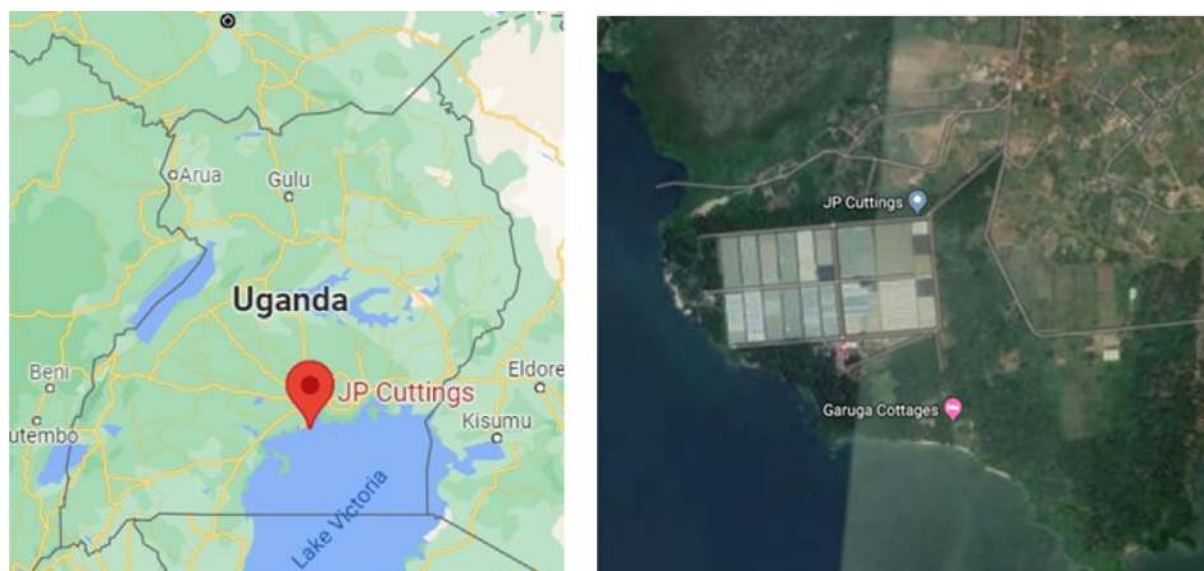 Arua
Gulu
Uganda
Beni
utembo
JP Cuttings
Eldore
Kisumu
Lake Victoria
JP Cuttings
Garuga Cottages